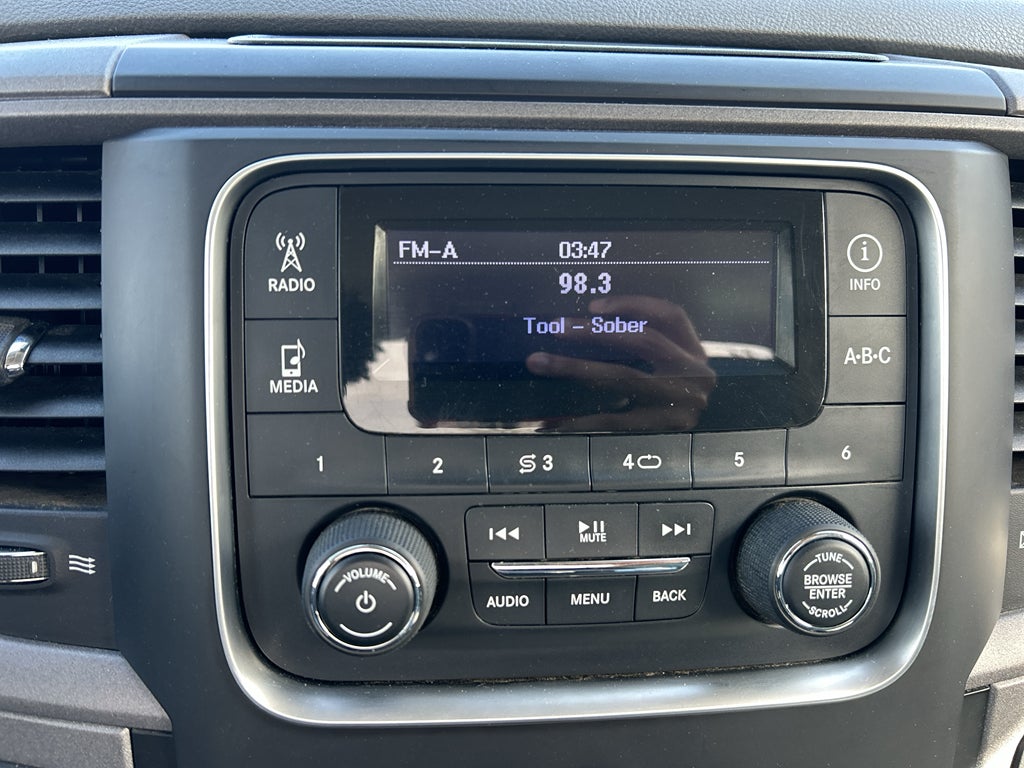 FM-A 03:47
98.3
Tool - Sober
RADIO
MEDIA
i
INFO
A·B·C
1 2 3 4 5 6
MUTE
AUDIO MENU BACK
VOLUME
TUNE
BROWSE
ENTER
SCROLL